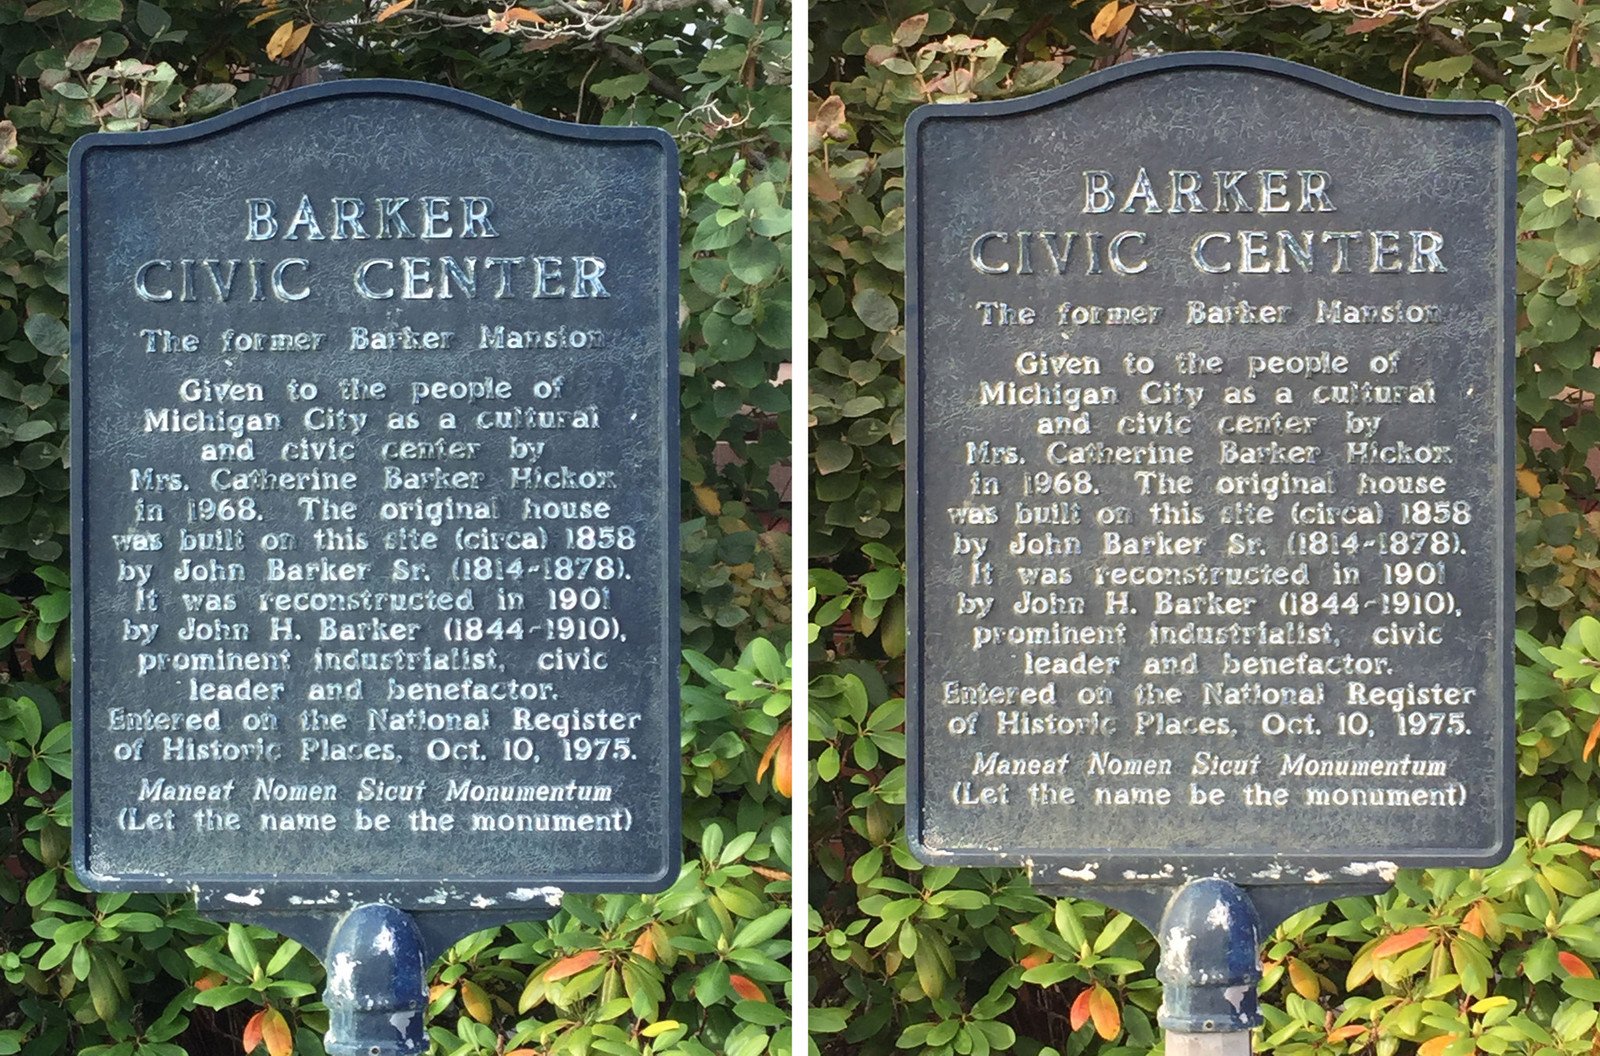 BARKER
CIVIC CENTER
The former Barker Mansion
Given to the people of
Michigan City as a cultural
and civic center by
Mrs. Catherine Barker Hickox
in 1968. The original house
was built on this site (circa) 1858
by John Barker Sr. (1814-1878).
It was reconstructed in 1901
by John H. Barker (1844-1910),
prominent industrialist, civic
leader and benefactor.
Entered on the National Register
of Historic Places, Oct. 10, 1975.
Maneat Nomen Sicut Monumentum
(Let the name be the monument)
BARKER
CIVIC CENTER
The former Barker Mansion
Given to the people of
Michigan City as a cultural
and civic center by
Mrs. Catherine Barker Hickox
in 1968. The original house
was built on this site (circa) 1858
by John Barker Sr. (1814-1878).
It was reconstructed in 1901
by John H. Barker (1844-1910),
prominent industrialist, civic
leader and benefactor.
Entered on the National Register
of Historic Places, Oct. 10, 1975.
Maneat Nomen Sicut Monumentum
(Let the name be the monument)